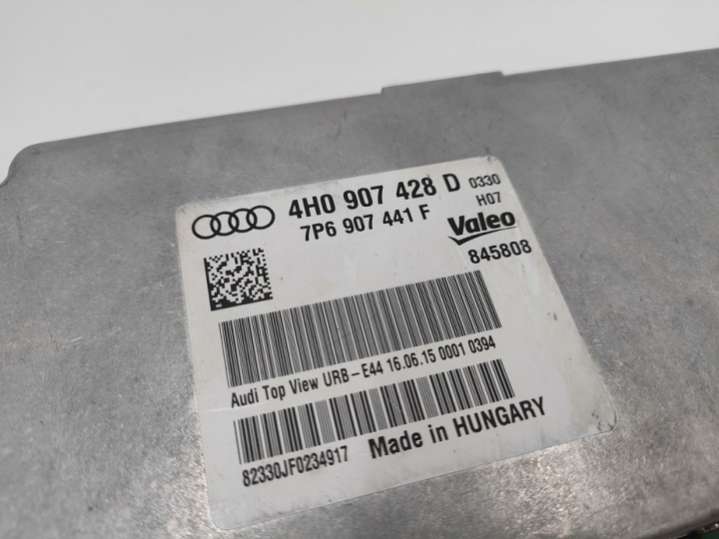 4H0 907 428 D 0330
7P6 907 441 F H07
Valeo
845808
Audi Top View URB-E44 16.06.15 0001 0394
82330JF0234917 Made in HUNGARY